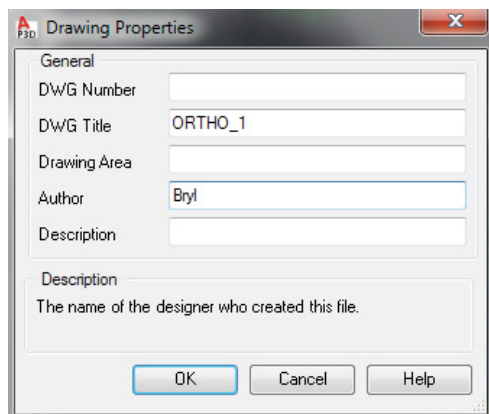 A
P3D
Drawing Properties
x
General
DWG Number
DWG Title ORTHO_1
Drawing Area
Author Bryl
Description
Description
The name of the designer who created this file.
OK Cancel Help